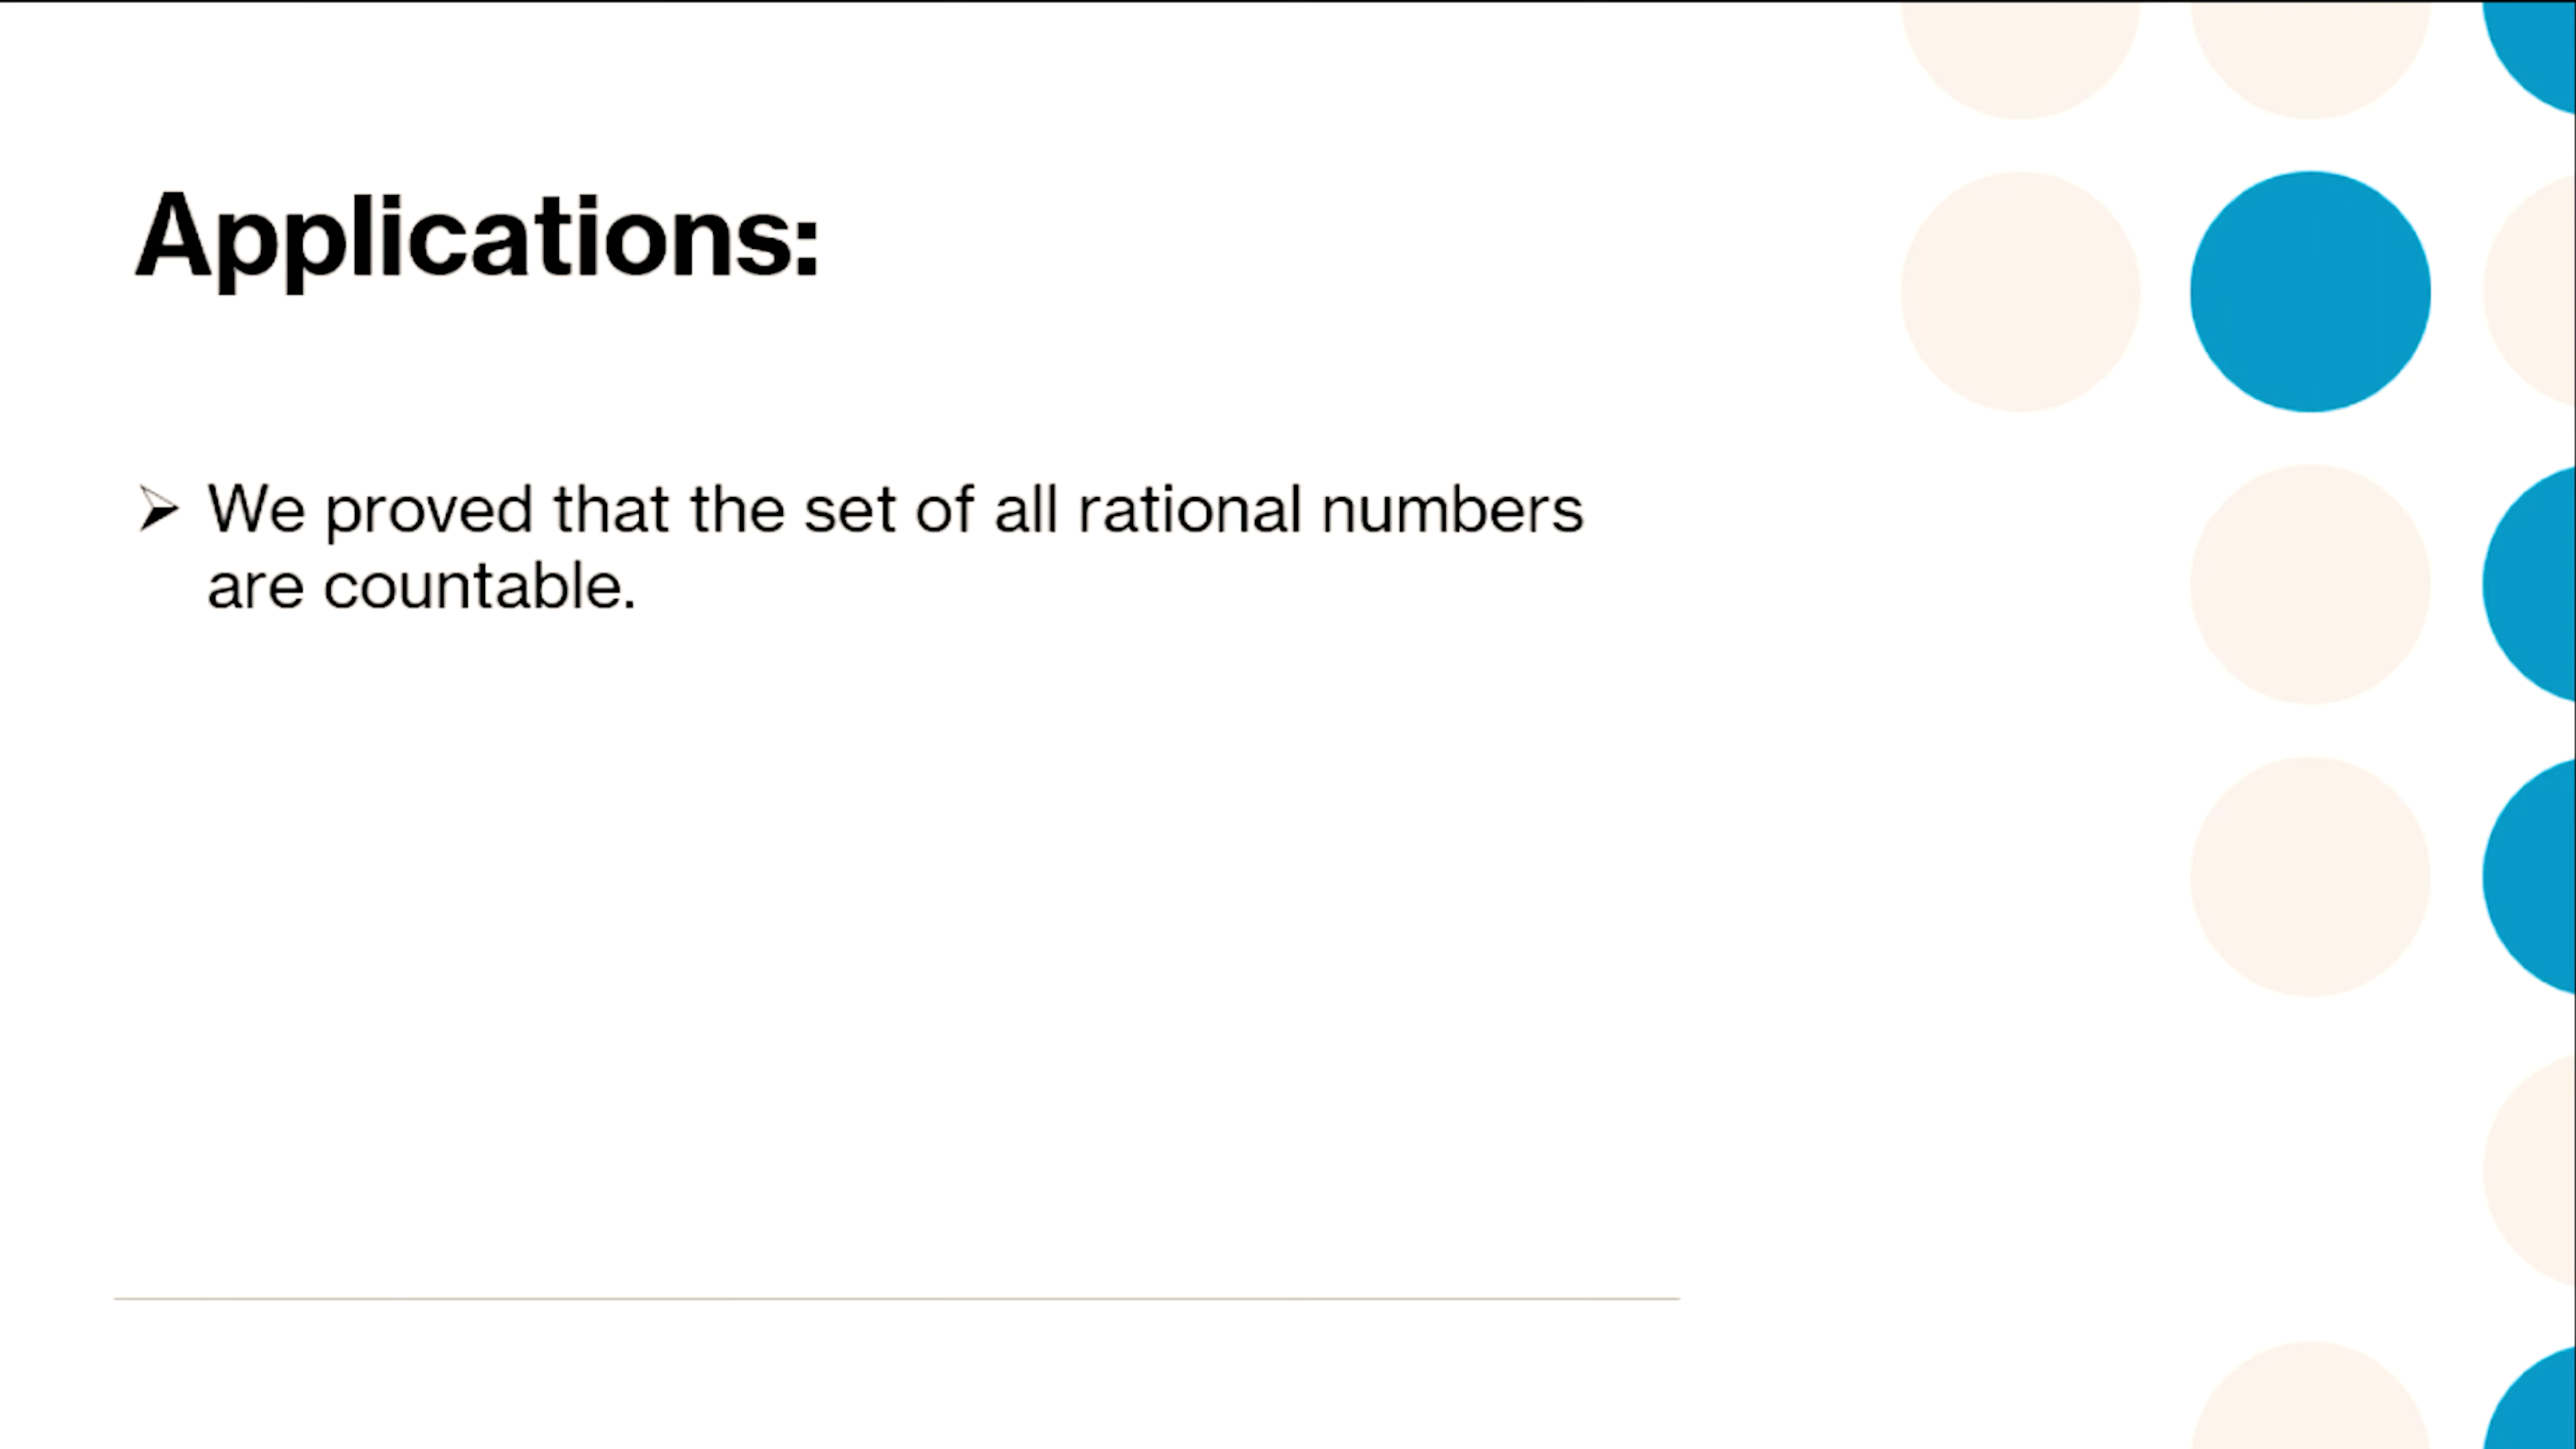 Applications:
We proved that the set of all rational numbers
are countable.